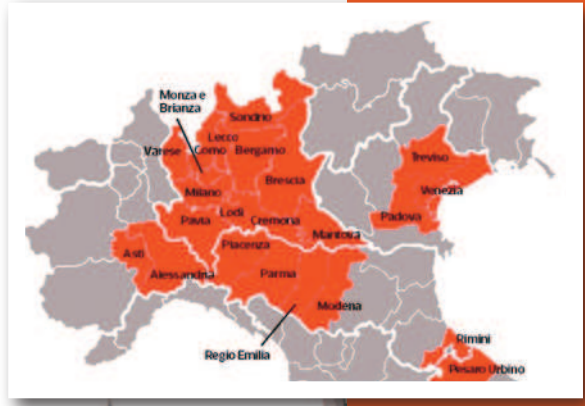 Monza e
Brianza
Sondrio
Lecco
Varese
Como
Bergamo
Treviso
Brescia
Venezia
Milano
Padova
Lodi
Pavia
Cremona
Mantova
Piacenza
Asti
Alessandria
Parma
Modena
Rimini
Regio Emilia
Pesaro Urbino